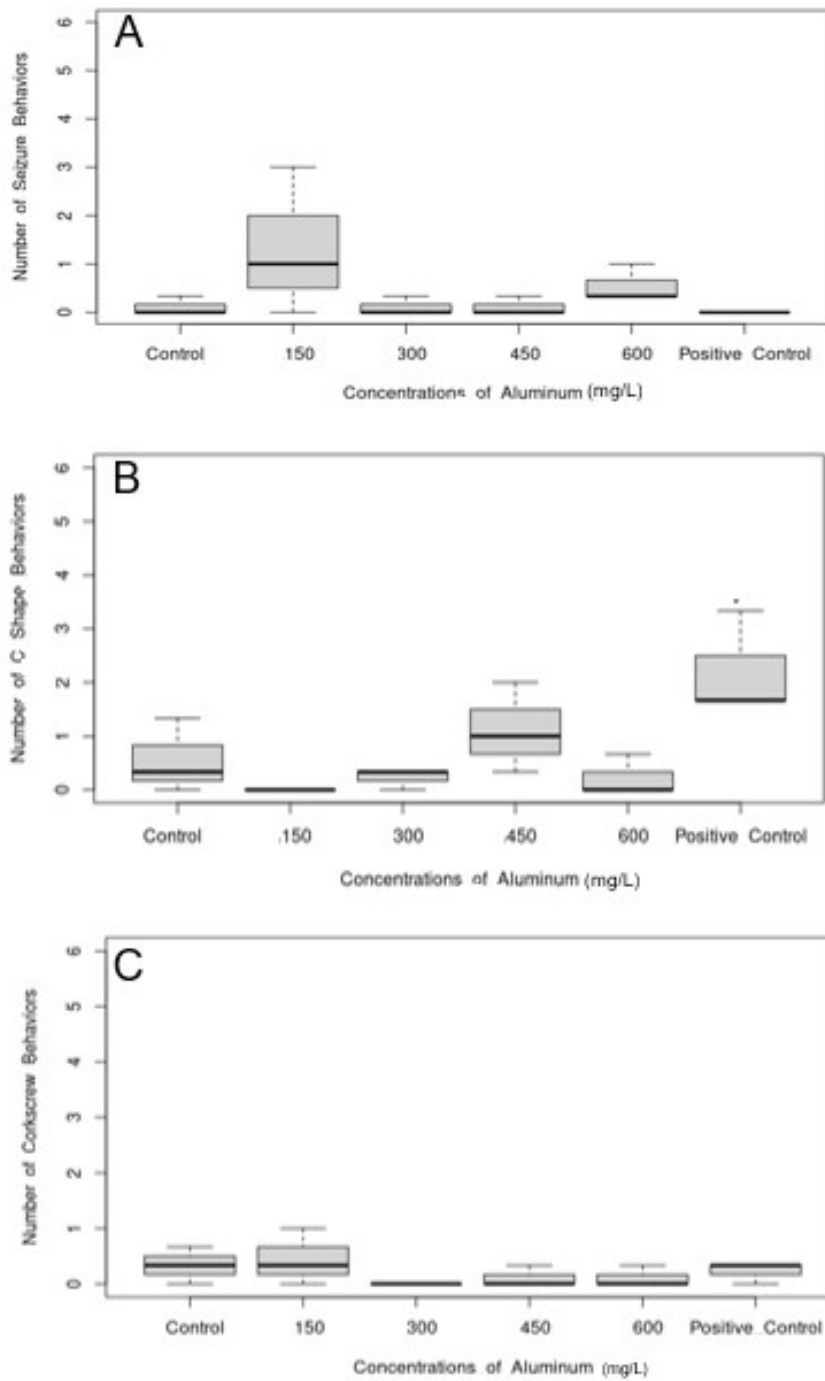 A
Number of Seizure Behaviors
6
5
4
3
2
1
0
Control 150 300 450 600 Positive Control
Concentrations of Aluminum (mg/L)
B
Number of C Shape Behaviors
6
5
4
3
2
1
0
Control 150 300 450 600 Positive Control
Concentrations of Aluminum (mg/L)
C
Number of Corkscrew Behaviors
6
5
4
3
2
1
0
Control 150 300 450 600 Positive Control
Concentrations of Aluminum (mg/L)